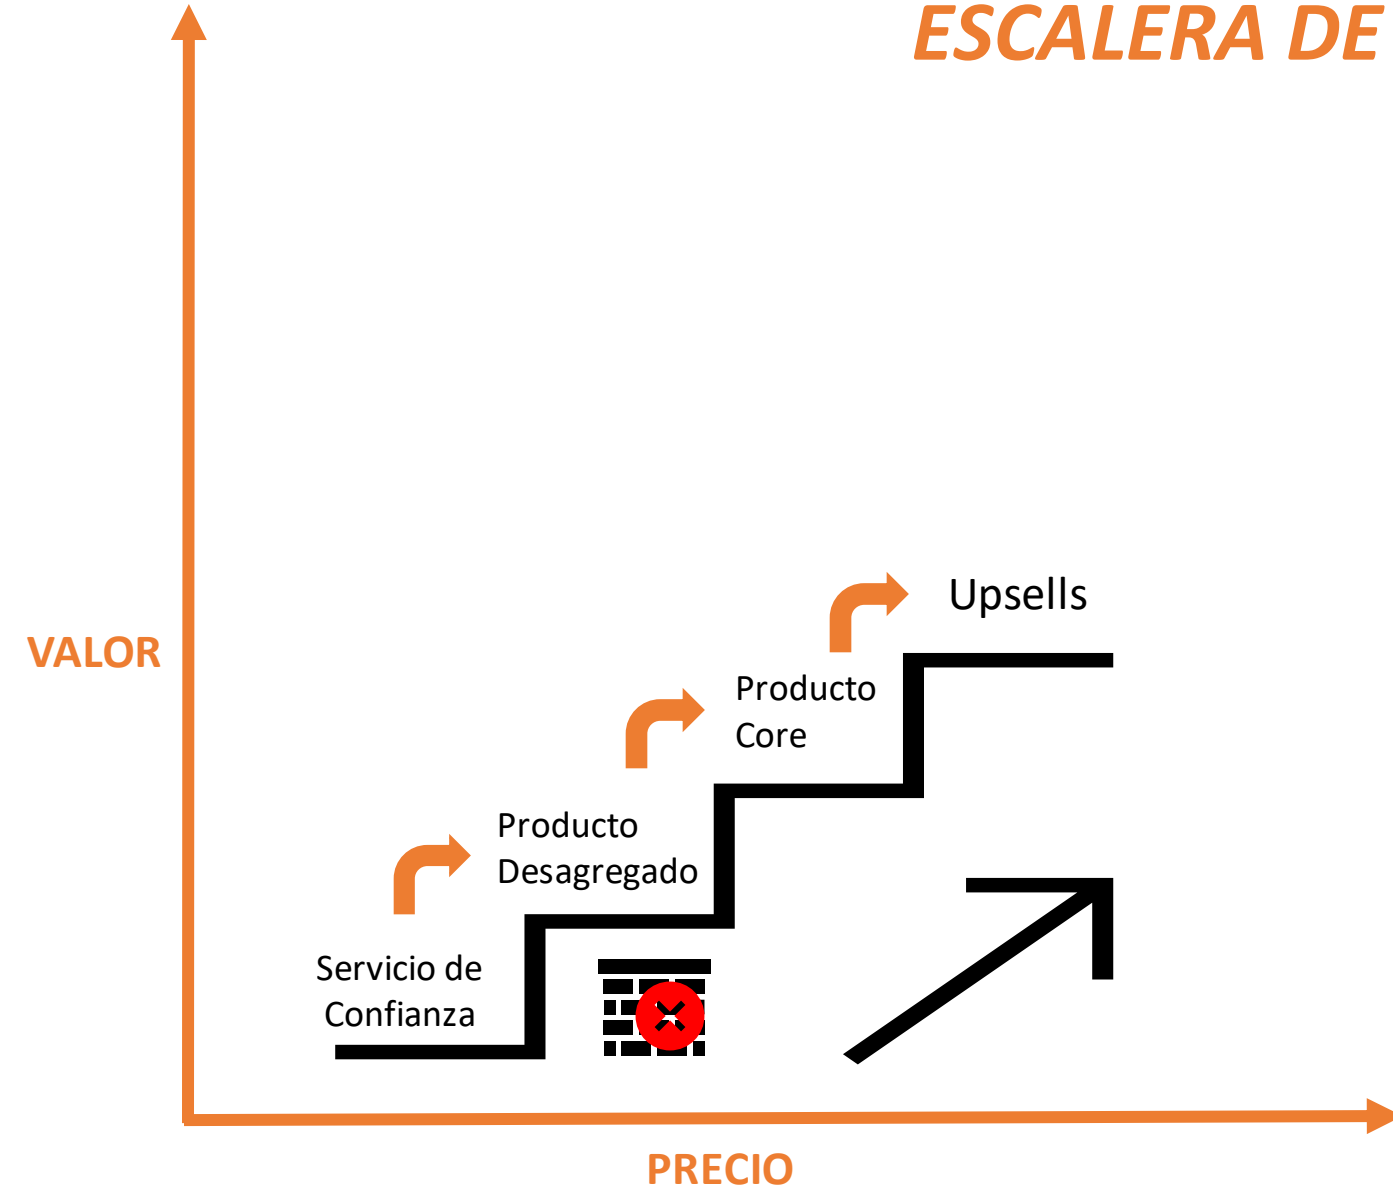 ESCALERA DE
Upsells
VALOR
Producto
Core
Producto
Desagregado
Servicio de
Confianza
PRECIO